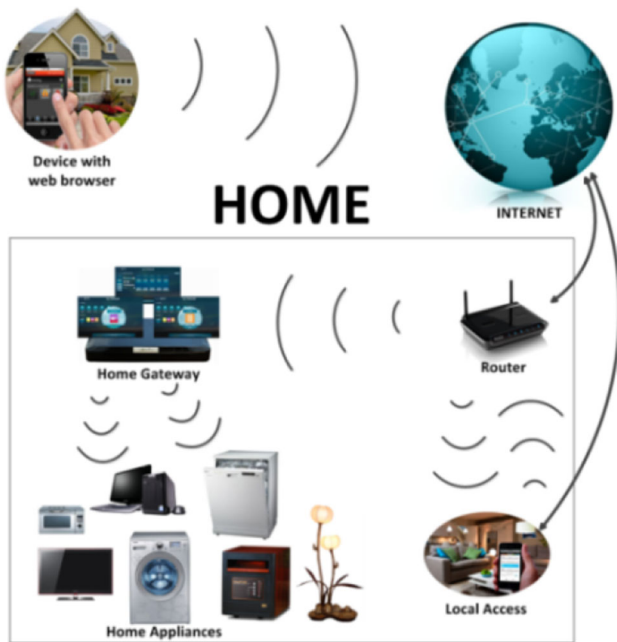 Device with
web browser
INTERNET
HOME
Home Gateway
Router
Home Appliances
Local Access